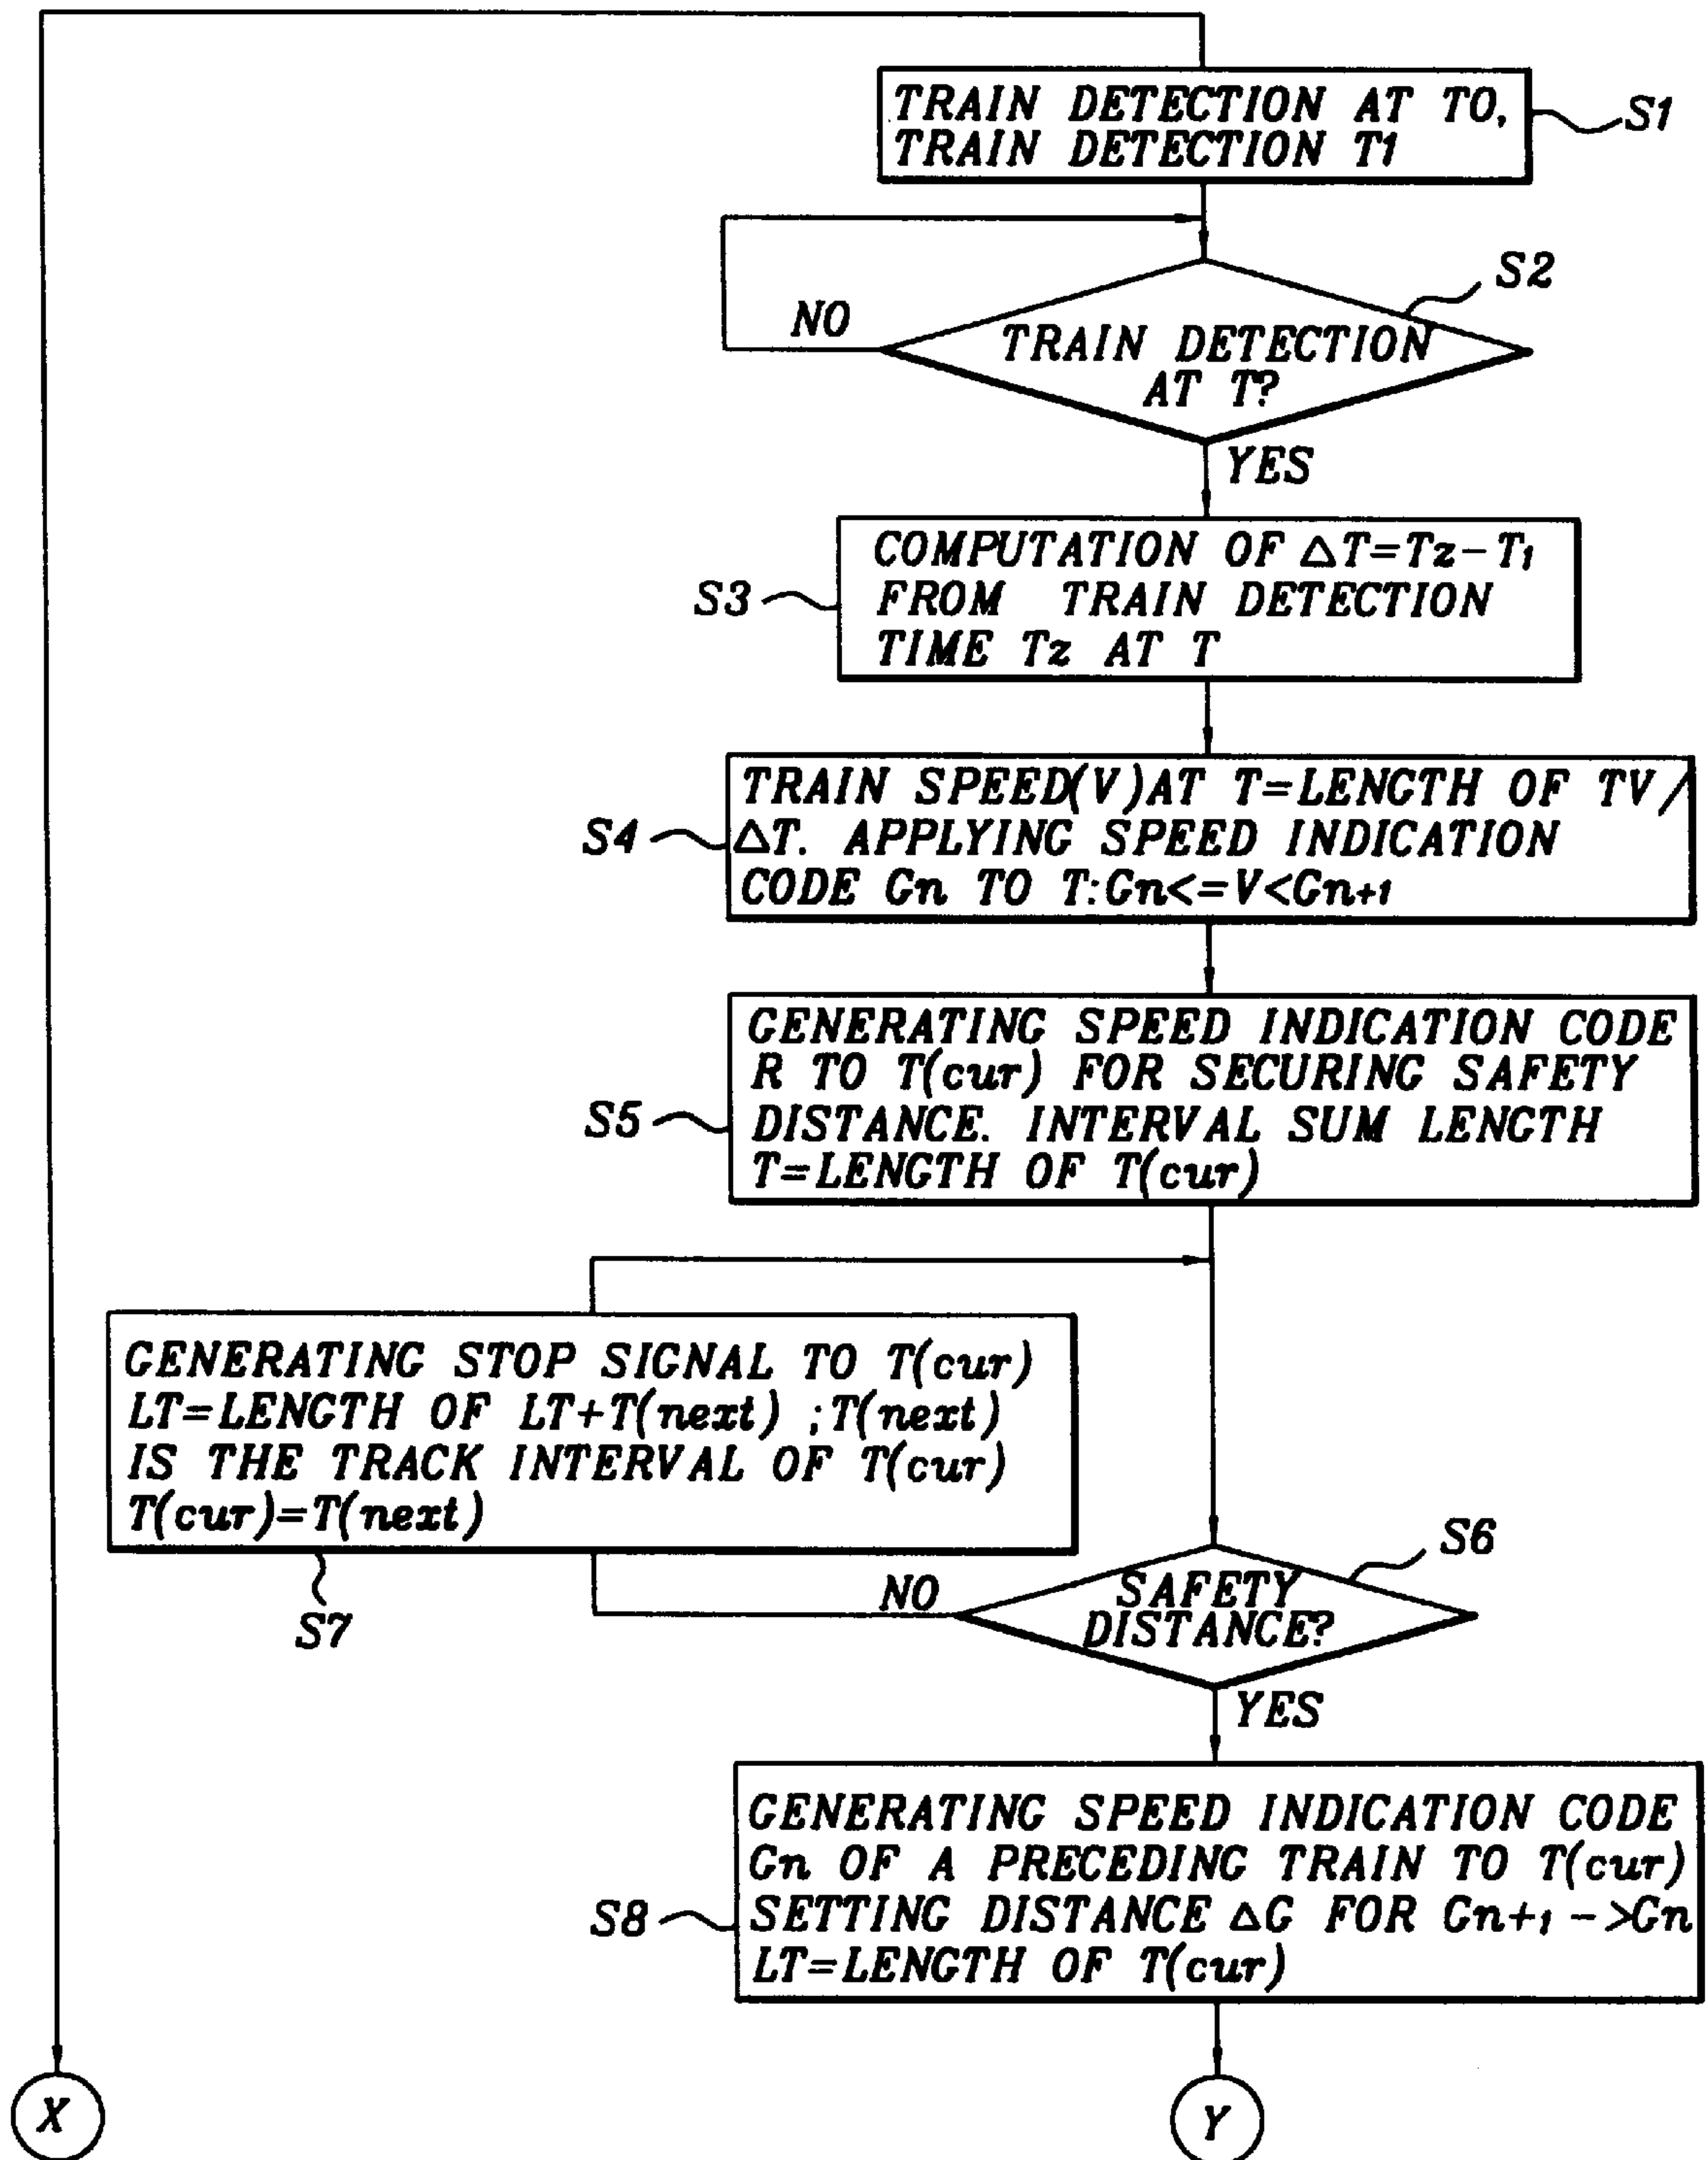 TRAIN DETECTION AT TO,
TRAIN DETECTION T1
S1
S2
NO
TRAIN DETECTION
AT T?
YES
COMPUTATION OF △T=Tz-T1
FROM TRAIN DETECTION
TIME Tz AT T
S3
TRAIN SPEED(V)AT T=LENGTH OF TV/
△T. APPLYING SPEED INDICATION
CODE Gn TO T:Gn<=V<Gn+1
S4
GENERATING SPEED INDICATION CODE
R TO T(cur) FOR SECURING SAFETY
DISTANCE. INTERVAL SUM LENGTH
T=LENGTH OF T(cur)
S5
GENERATING STOP SIGNAL TO T(cur)
LT=LENGTH OF LT+T(next) ;T(next)
IS THE TRACK INTERVAL OF T(cur)
T(cur)=T(next)
S7
S6
NO
SAFETY
DISTANCE?
YES
GENERATING SPEED INDICATION CODE
Gn OF A PRECEDING TRAIN TO T(cur)
SETTING DISTANCE △G FOR Gn+1 ->Gn
LT=LENGTH OF T(cur)
S8
X
Y